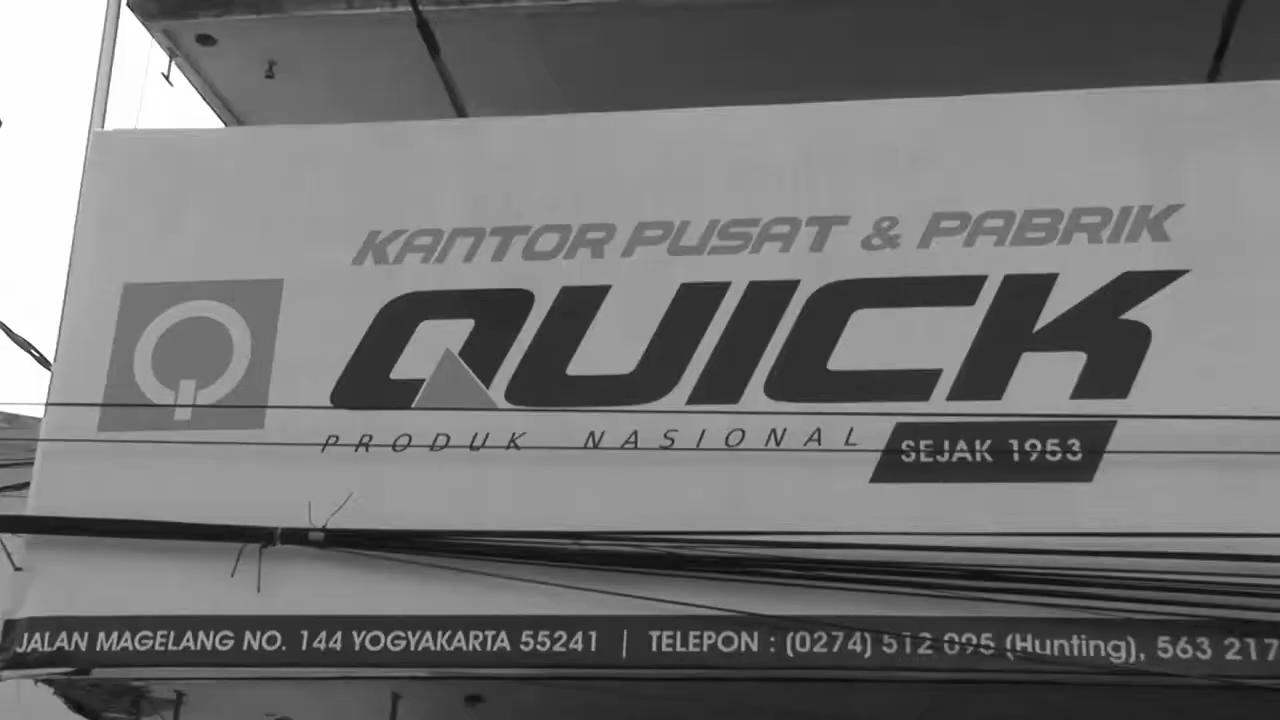 KANTOR PUSAT & PABRIK
QUICK
PRODUK NASIONAL
SEJAK 1953
JALAN MAGELANG NO. 144 YOGYAKARTA 55241 | TELEPON : (0274) 512 095 (Hunting), 563 217